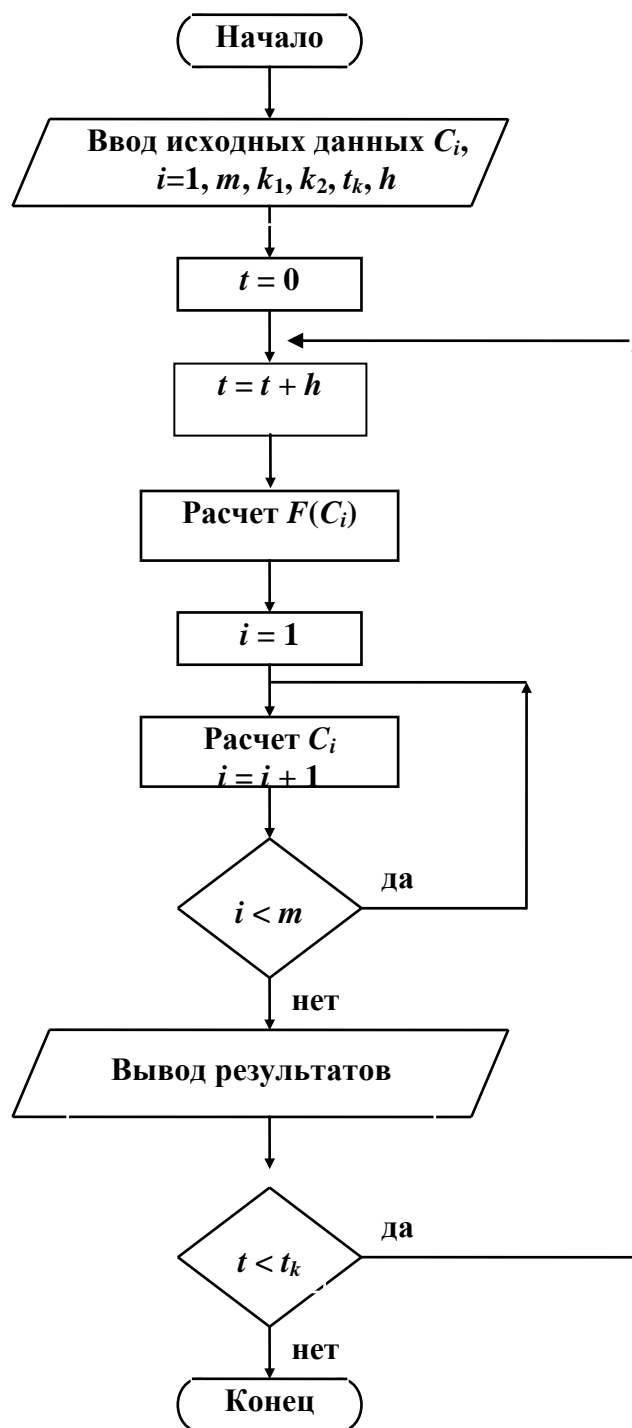 Начало
Ввод исходных данных Cᵢ,
i=1, m, k₁, k₂, tₖ, h
t = 0
t = t + h
Расчет F(Cᵢ)
i = 1
Расчет Cᵢ
i = i + 1
да
i < m
нет
Вывод результатов
да
t < tₖ
нет
Конец